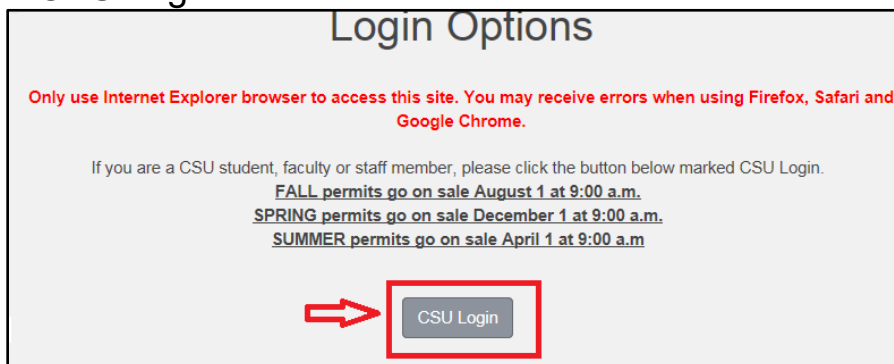 Login Options
Only use Internet Explorer browser to access this site. You may receive errors when using Firefox, Safari and
Google Chrome.
If you are a CSU student, faculty or staff member, please click the button below marked CSU Login.
FALL permits go on sale August 1 at 9:00 a.m.
SPRING permits go on sale December 1 at 9:00 a.m.
SUMMER permits go on sale April 1 at 9:00 a.m
CSU Login